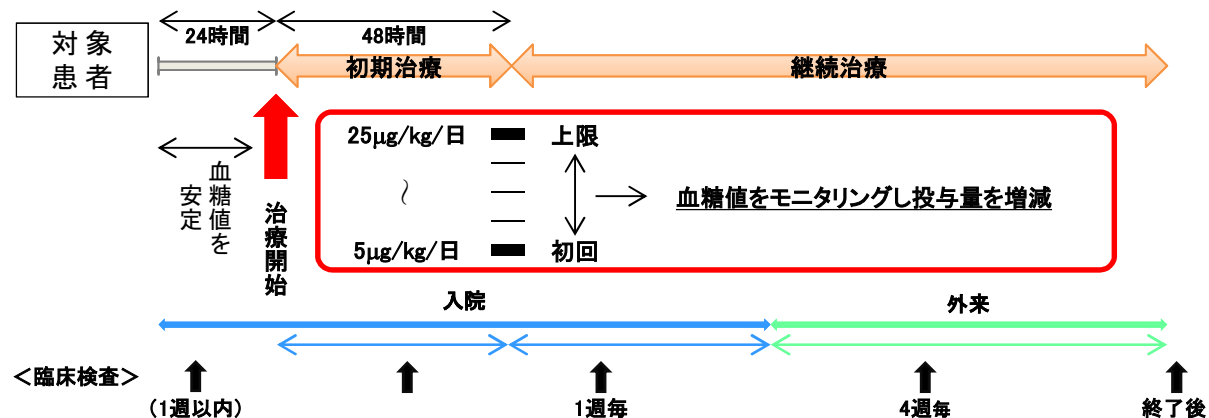 24時間
48時間
対象
患者
初期治療
継続治療
25μg/kg/日
上限
血糖値を
安定
～
血糖値をモニタリングし投与量を増減
治療開始
5μg/kg/日
初回
入院
外来
＜臨床検査＞
(1週以内)
1週毎
4週毎
終了後